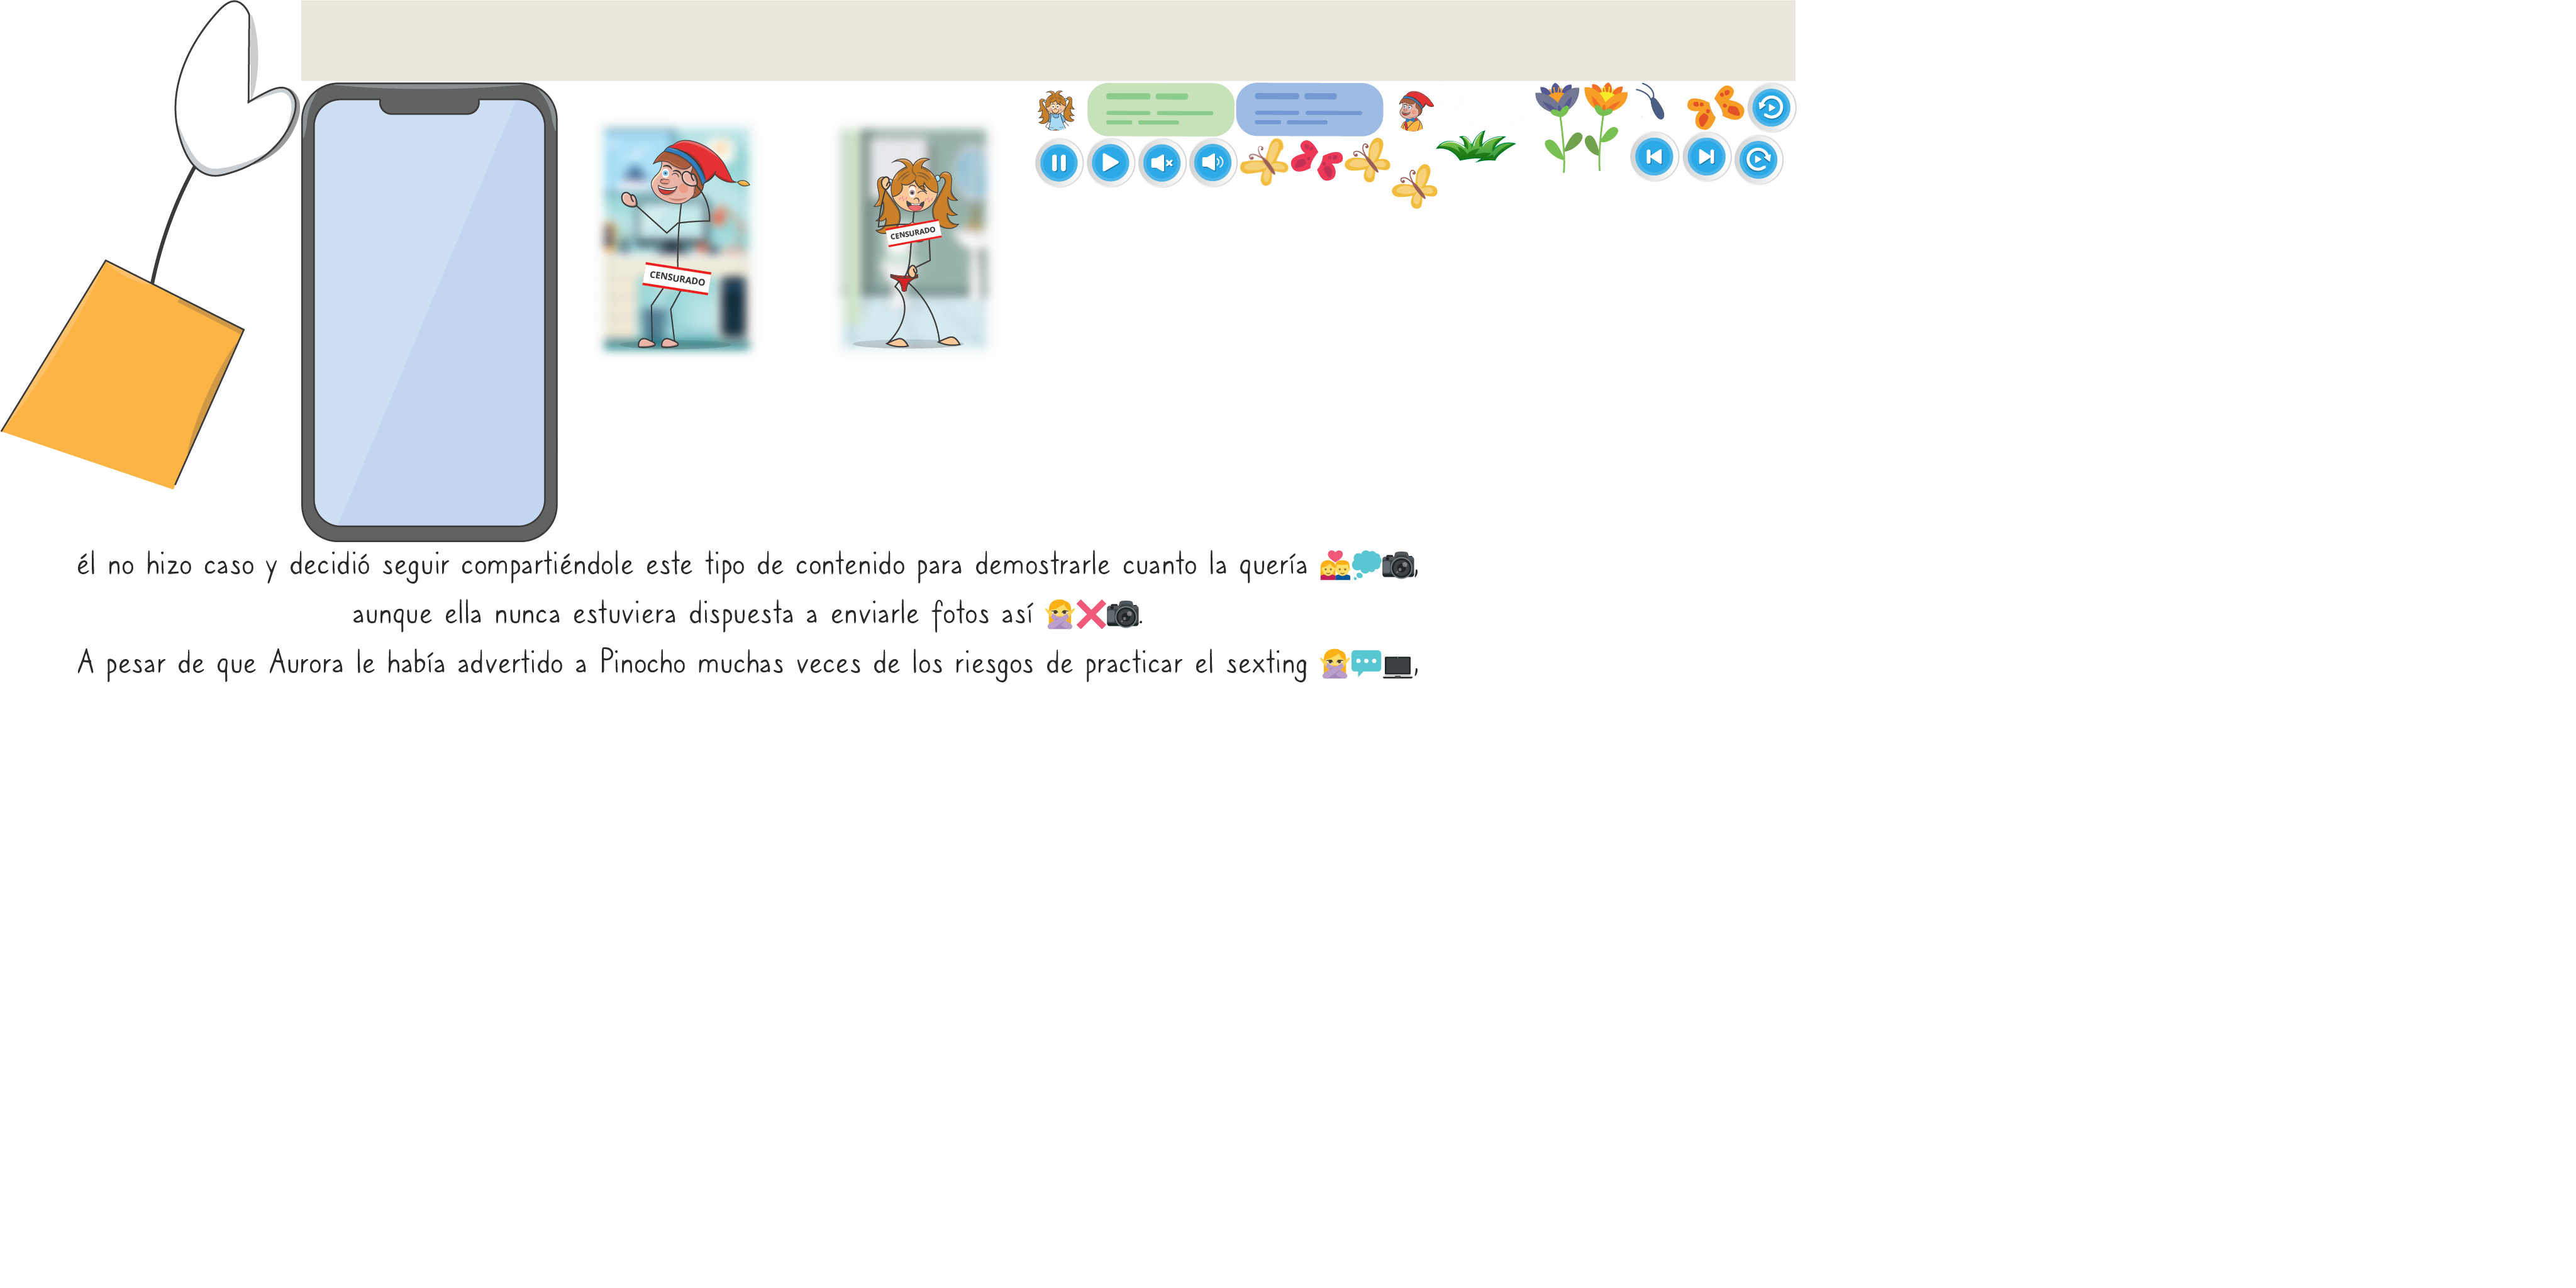 CENSURADO
CENSURADO
él no hizo caso y decidió seguir compartiéndole este tipo de contenido para demostrarle cuanto la quería 💑💭📷,
aunque ella nunca estuviera dispuesta a enviarle fotos así 🙅‍♀️❌📷.
A pesar de que Aurora le había advertido a Pinocho muchas veces de los riesgos de practicar el sexting 🙅‍♀️💬💻,